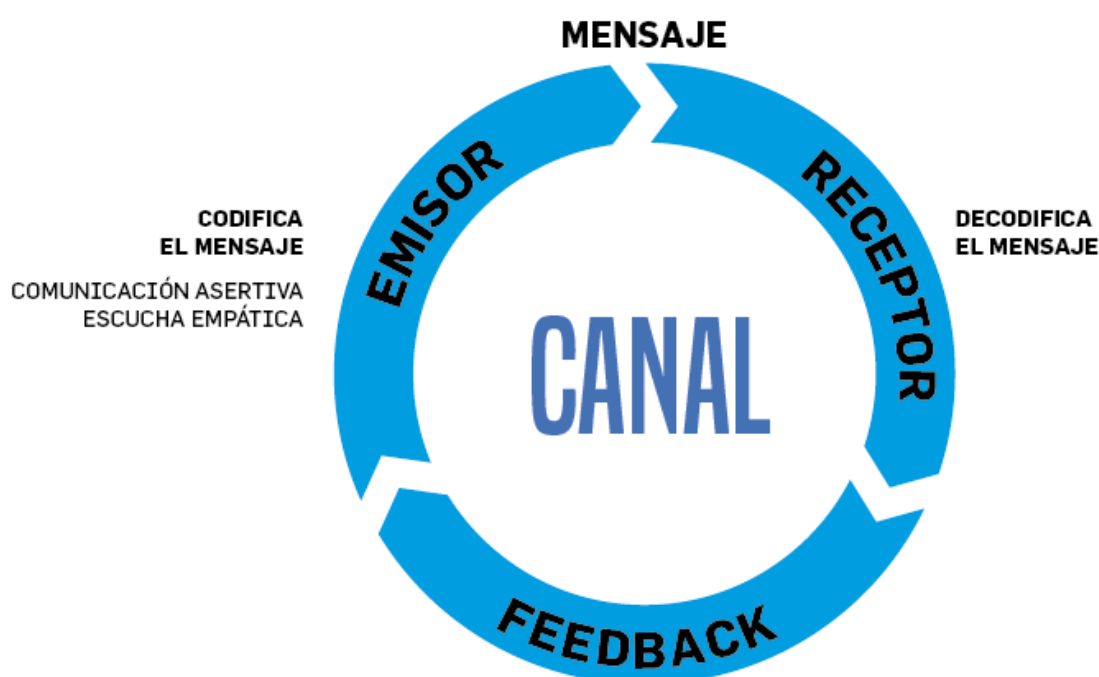 MENSAJE
EMISOR
RECEPTOR
CODIFICA
EL MENSAJE
COMUNICACIÓN ASERTIVA
ESCUCHA EMPÁTICA
DECODIFICA
EL MENSAJE
CANAL
FEEDBACK